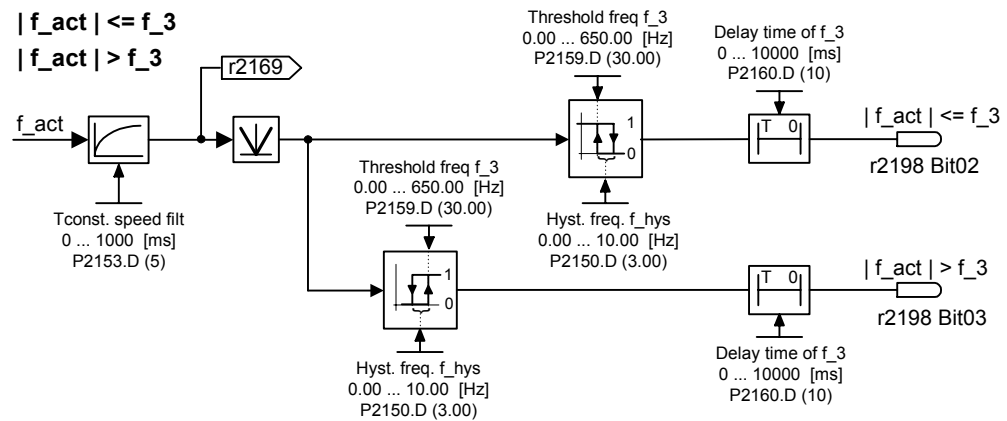 | f_act | <= f_3
| f_act | > f_3
r2169
f_act
Tconst. speed filt
0 ... 1000 [ms]
P2153.D (5)
Threshold freq f_3
0.00 ... 650.00 [Hz]
P2159.D (30.00)
1
0
Hyst. freq. f_hys
0.00 ... 10.00 [Hz]
P2150.D (3.00)
Delay time of f_3
0 ... 10000 [ms]
P2160.D (10)
T 0
| f_act | <= f_3
r2198 Bit02
Threshold freq f_3
0.00 ... 650.00 [Hz]
P2159.D (30.00)
1
0
Hyst. freq. f_hys
0.00 ... 10.00 [Hz]
P2150.D (3.00)
T 0
Delay time of f_3
0 ... 10000 [ms]
P2160.D (10)
| f_act | > f_3
r2198 Bit03